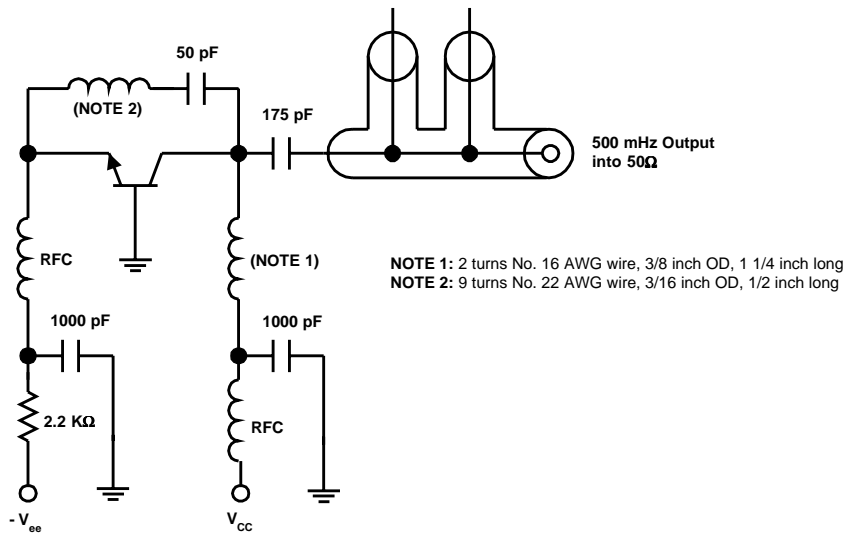 50 pF
(NOTE 2)
175 pF
500 mHz Output
into 50Ω
RFC
(NOTE 1)
NOTE 1: 2 turns No. 16 AWG wire, 3/8 inch OD, 1 1/4 inch long
NOTE 2: 9 turns No. 22 AWG wire, 3/16 inch OD, 1/2 inch long
1000 pF
1000 pF
2.2 KΩ
RFC
- Vee
VCC